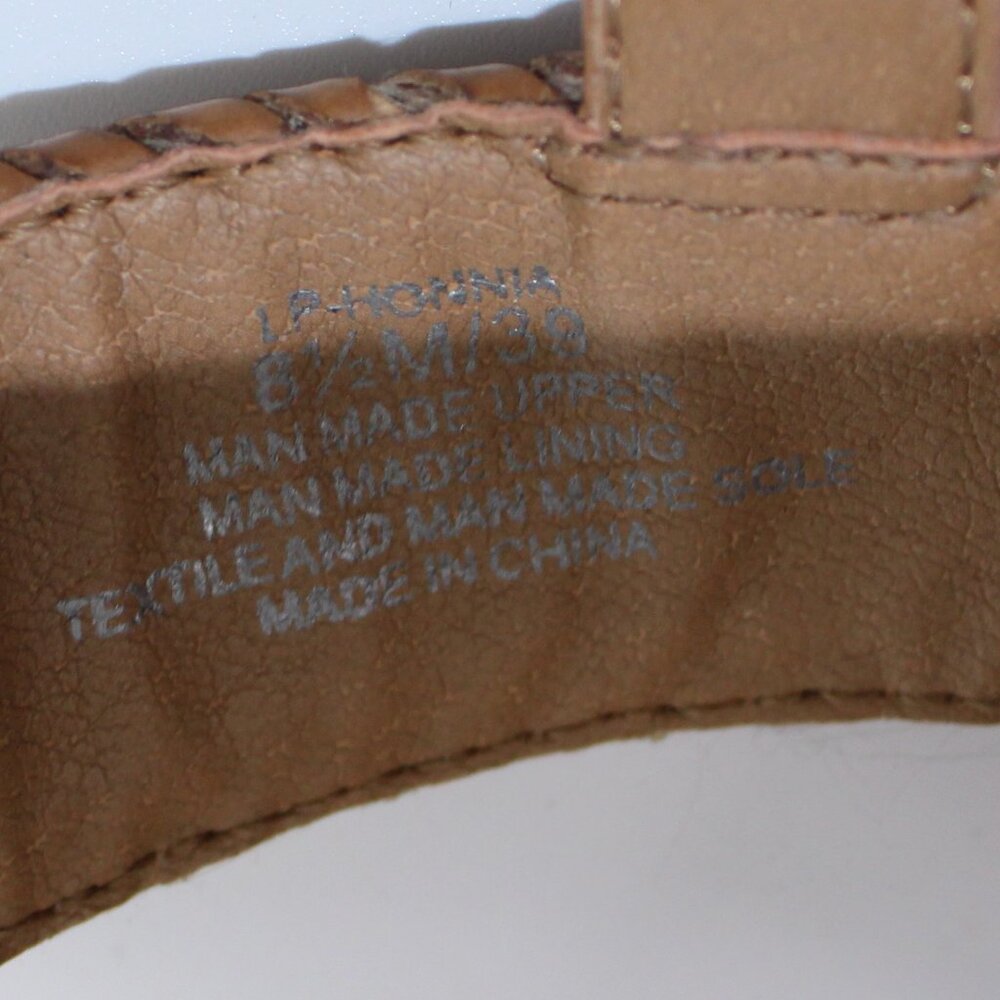 LP-HONNIA
8½M/39
MAN MADE UPPER
MAN MADE LINING
TEXTILE AND MAN MADE SOLE
MADE IN CHINA